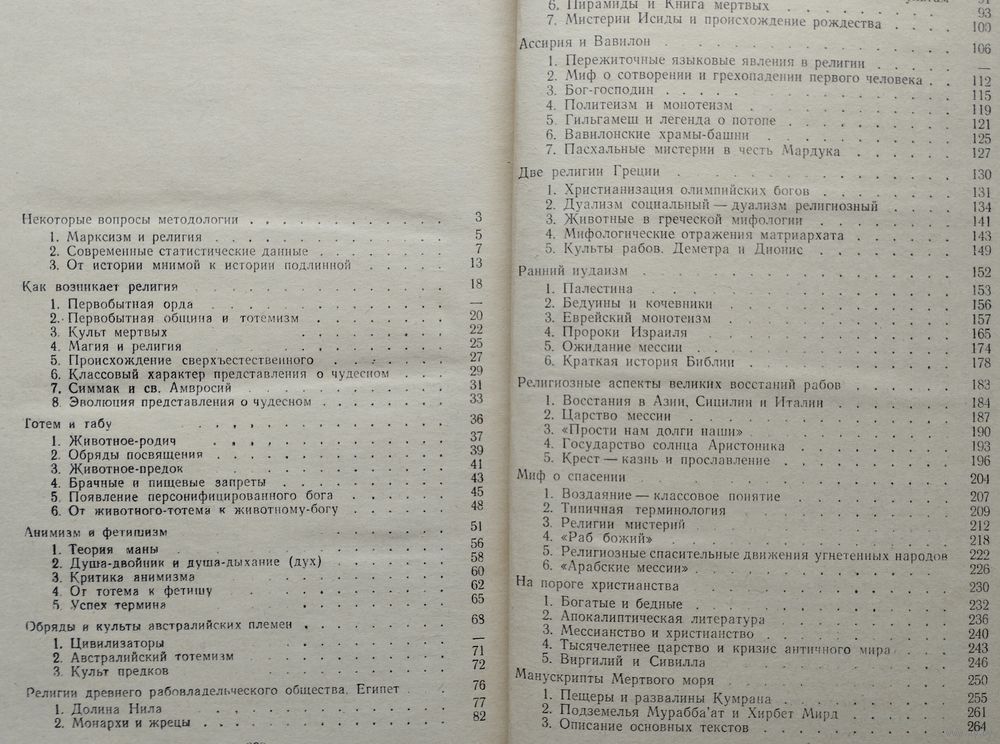 Некоторые вопросы методологии . . . . . . . . . . 3
1. Марксизм и религия . . . . . . . . . . . 5
2. Современные статистические данные . . . . . . 7
3. От истории мнимой к истории подлинной . . . . 13
Как возникает религия . . . . . . . . . . . . 18
1. Первобытная орда . . . . . . . . . . . —
2. Первобытная община и тотемизм . . . . . . 20
3. Культ мертвых . . . . . . . . . . . . 22
4. Магия и религия . . . . . . . . . . . 25
5. Происхождение сверхъестественного . . . . . . 27
6. Классовый характер представления о чудесном . . . 29
7. Симмак и св. Амвросий . . . . . . . . . . 31
8 Эволюция представления о чудесном . . . . . . 33
Тотем и табу . . . . . . . . . . . . 36
1. Животное-родич . . . . . . . . . . . 37
2. Обряды посвящения . . . . . . . . . . 39
3. Животное-предок . . . . . . . . . . . 41
4. Брачные и пищевые запреты . . . . . . . . 43
5. Появление персонифицированного бога . . . . . 45
6. От животного-тотема к животному-богу . . . . . 48
Анимизм и фетишизм . . . . . . . . . . . 51
1. Теория маны . . . . . . . . . . . . 56
2. Душа-двойник и душа-дыхание (дух) . . . . . . 58
3. Критика анимизма . . . . . . . . . . 60
4. От тотема к фетишу . . . . . . . . . . 62
5. Успех термина . . . . . . . . . . . 65
Обряды и культы австралийских племен . . . . . . . 68
1. Цивилизаторы . . . . . . . . . . . —
2. Австралийский тотемизм . . . . . . . . . 71
3. Культ предков . . . . . . . . . . . 72
Религии древнего рабовладельческого общества. Египет . . 76
1. Долина Нила . . . . . . . . . . . . 77
2. Монархи и жрецы . . . . . . . . . . . 82
6. Пирамиды и Книга мертвых . . . . . . . . 93
7. Мистерии Исиды и происхождение рождества . . . . 100
Ассирия и Вавилон . . . . . . . . . . . . 106
1. Пережиточные языковые явления в религии . . . . —
2. Миф о сотворении и грехопадении первого человека . . 112
3. Бог-господин . . . . . . . . . . . . 115
4. Политеизм и монотеизм . . . . . . . . . 119
5. Гильгамеш и легенда о потопе . . . . . . . 121
6. Вавилонские храмы-башни . . . . . . . . 125
7. Пасхальные мистерии в честь Мардука . . . . . 127
Две религии Греции . . . . . . . . . . . 130
1. Христианизация олимпийских богов . . . . . . 131
2. Дуализм социальный — дуализм религиозный . . . . 134
3. Животные в греческой мифологии . . . . . . 141
4. Мифологические отражения матриархата . . . . . 143
5. Культы рабов. Деметра и Дионис . . . . . . 149
Ранний иудаизм . . . . . . . . . . . . 152
1. Палестина . . . . . . . . . . . . 153
2. Бедуины и кочевники . . . . . . . . . 156
3. Еврейский монотеизм . . . . . . . . . 157
4. Пророки Израиля . . . . . . . . . . 165
5. Ожидание мессии . . . . . . . . . . 174
6. Краткая история Библии . . . . . . . . 178
Религиозные аспекты великих восстаний рабов . . . . . 183
1. Восстания в Азии, Сицилии и Италии . . . . . 184
2. Царство мессии . . . . . . . . . . . 187
3. «Прости нам долги наши» . . . . . . . . 190
4. Государство солнца Аристоника . . . . . . . 193
5. Крест — казнь и прославление . . . . . . . 196
Миф о спасении . . . . . . . . . . . . 204
1. Воздаяние — классовое понятие . . . . . . . 207
2. Типичная терминология . . . . . . . . . 209
3. Религии мистерий . . . . . . . . . . 212
4. «Раб божий» . . . . . . . . . . . 218
5. Религиозные спасительные движения угнетенных народов 222
6. «Арабские мессии» . . . . . . . . . . 226
На пороге христианства . . . . . . . . . . 230
1. Богатые и бедные . . . . . . . . . . 232
2. Апокалиптическая литература . . . . . . . 236
3. Мессианство и христианство . . . . . . . . 240
4. Тысячелетнее царство и кризис античного мира . . . 243
5. Виргилий и Сивилла . . . . . . . . . 246
Манускрипты Мертвого моря . . . . . . . . . 250
1. Пещеры и развалины Кумрана . . . . . . . 255
2. Подземелья Мурабба'ат и Хирбет Мирд . . . . . 261
3. Описание основных текстов . . . . . . . . 264